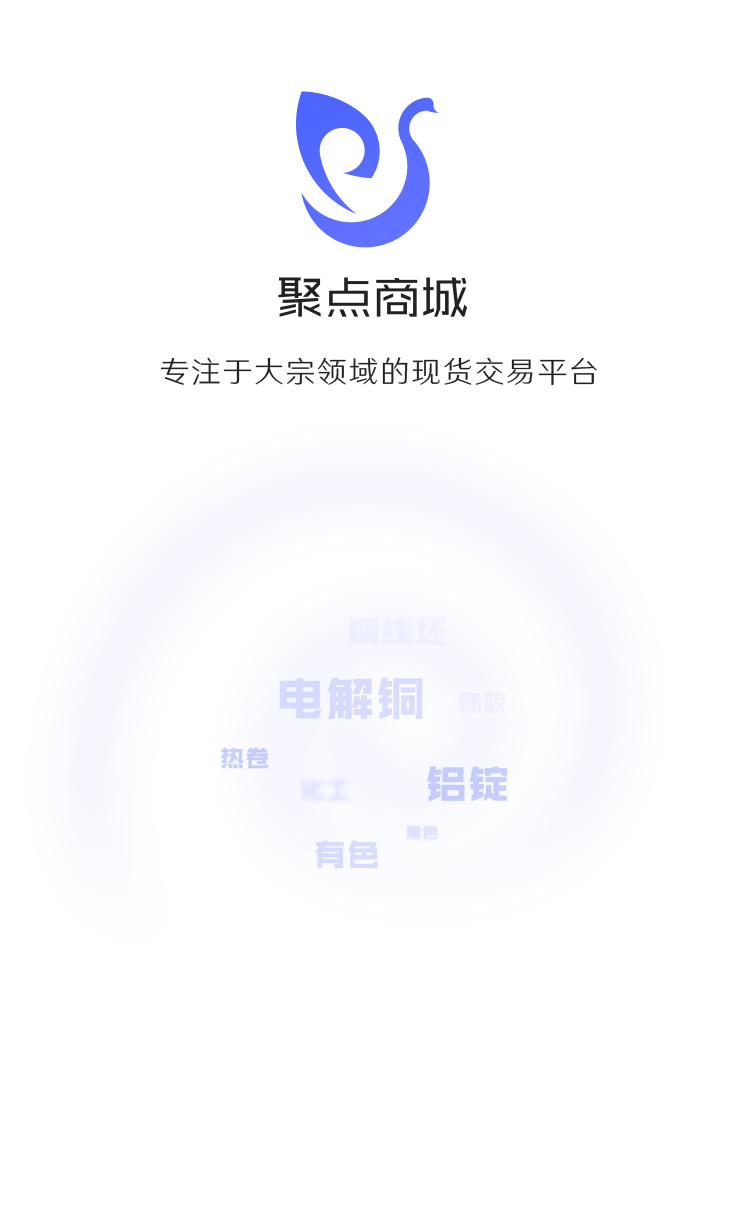 聚点商城
专注于大宗领域的现货交易平台
铜线坯
电解铜
橡胶
热卷
铝锭
化工
黑色
有色